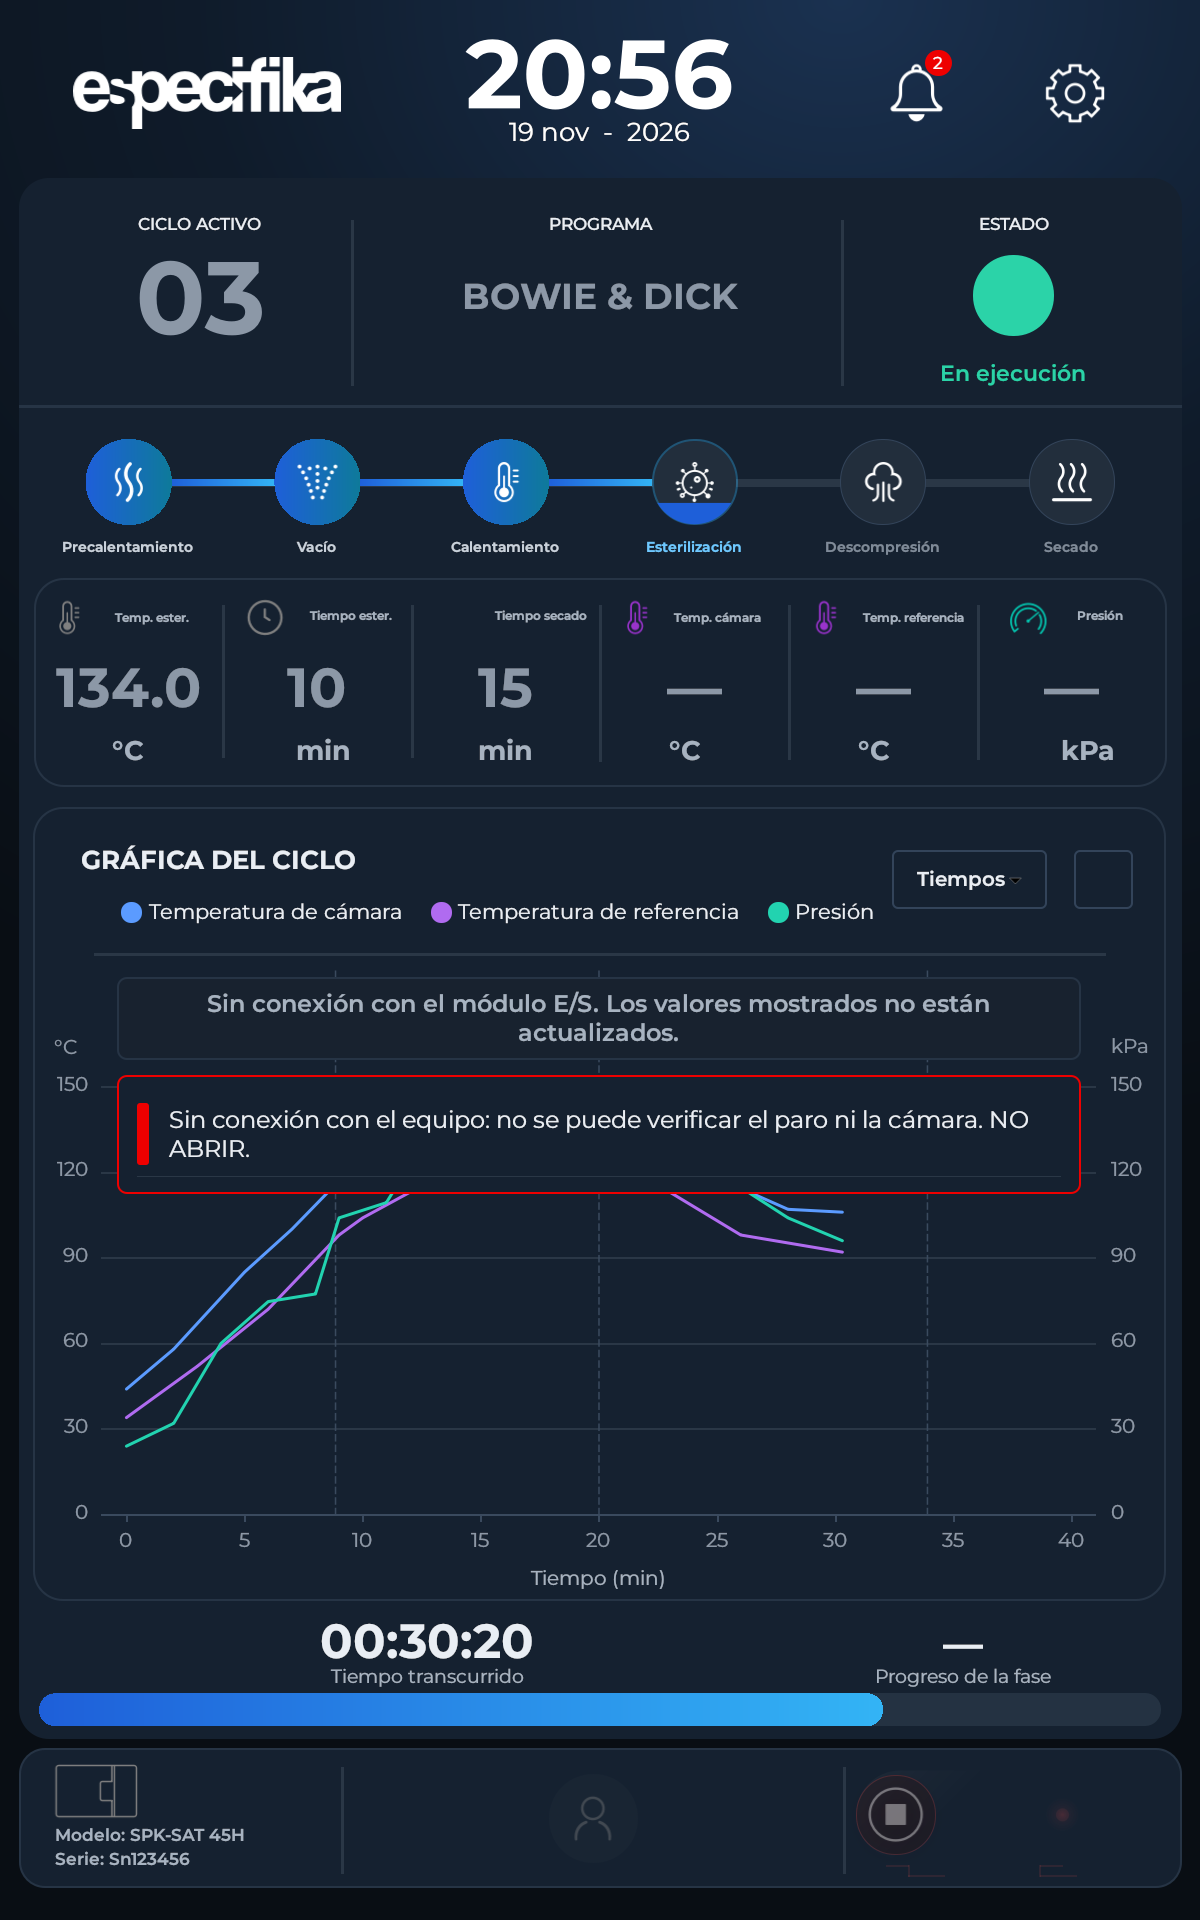 especifika
20:56
19 nov - 2026
2
CICLO ACTIVO
PROGRAMA
ESTADO
03
BOWIE & DICK
En ejecución
Precalentamiento
Vacío
Calentamiento
Esterilización
Descompresión
Secado
Temp. ester.
Tiempo ester.
Tiempo secado
Temp. cámara
Temp. referencia
Presión
134.0
10
15
—
—
—
°C
min
min
°C
°C
kPa
GRÁFICA DEL CICLO
Tiempos
Temperatura de cámara
Temperatura de referencia
Presión
Sin conexión con el módulo E/S. Los valores mostrados no están
actualizados.
°C
kPa
150
150
Sin conexión con el equipo: no se puede verificar el paro ni la cámara. NO
ABRIR.
120
120
90
90
60
60
30
30
0
0
0 5 10 15 20 25 30 35 40
Tiempo (min)
00:30:20
—
Tiempo transcurrido
Progreso de la fase
Modelo: SPK-SAT 45H
Serie: Sn123456